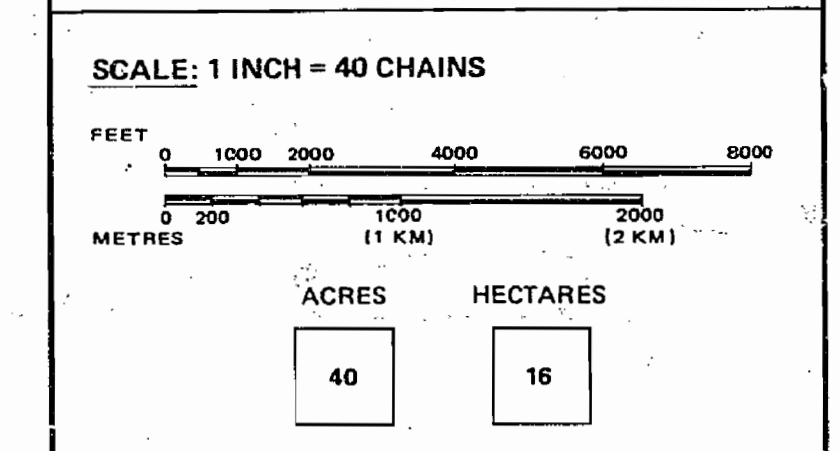 SCALE: 1 INCH = 40 CHAINS
FEET
0 1000 2000 4000 6000 8000
0 200 1000 2000
METRES (1 KM) (2 KM)
ACRES HECTARES
40 16